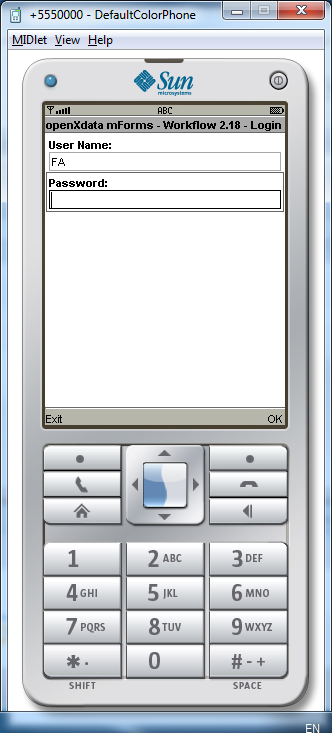 +5550000 - DefaultColorPhone
MIDlet View Help
Sun
microsystems
ABC
openXdata mForms - Workflow 2.18 - Login
User Name:
FA
Password:
Exit OK
1 2 ABC 3 DEF
4 GHI 5 JKL 6 MNO
7 PQRS 8 TUV 9 WXYZ
* . 0 # - +
SHIFT SPACE
EN